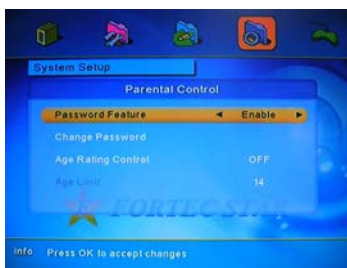 System Setup
Parental Control
Password Feature ◄ Enable ►
Change Password
Age Rating Control OFF
Age Limit 14
FORTEC STAR
Info Press OK to accept changes